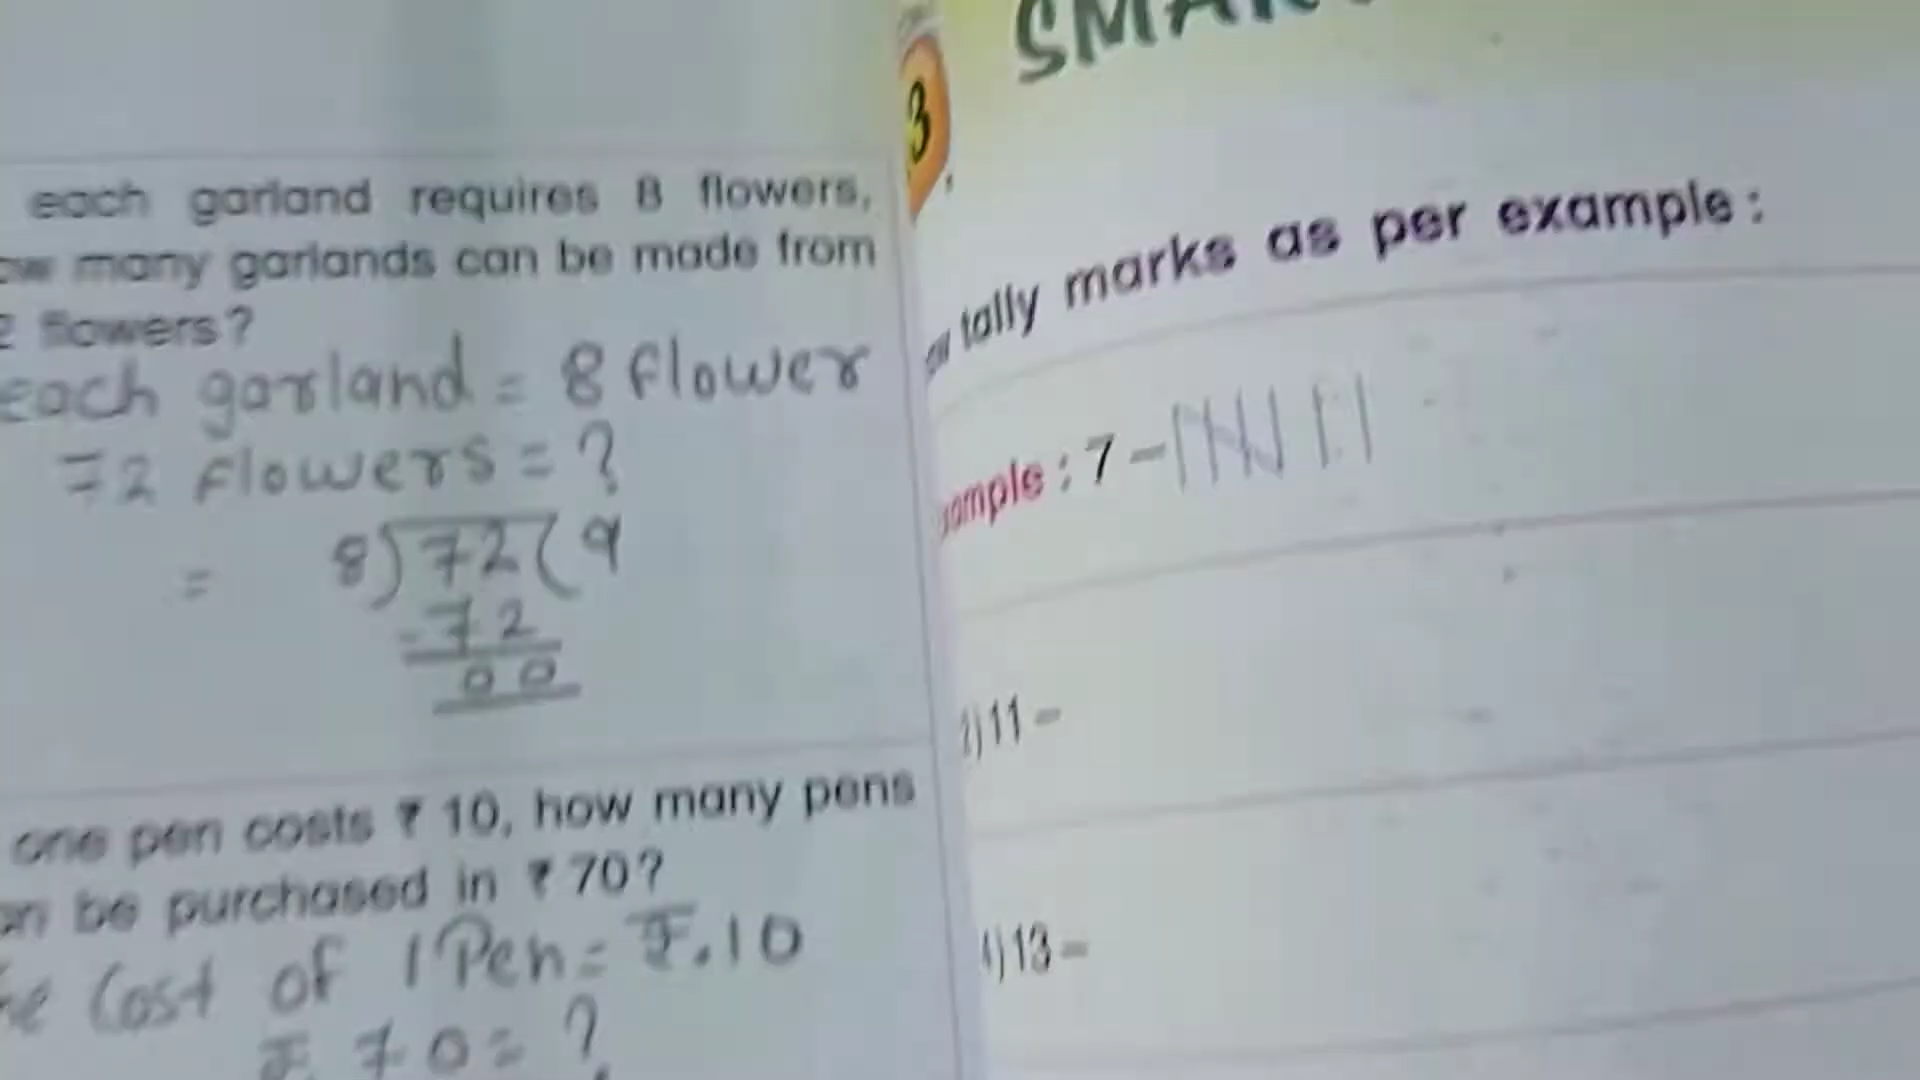 each garland requires 8 flowers,
many garlands can be made from
flowers?
each garland = 8 flower
72 flowers = ?
= 8)72(9
-72
00
one pen costs ₹ 10, how many pens
be purchased in ₹ 70?
Cost of 1 Pen = ₹.10
₹ 70 = ?
3
tally marks as per example :
7 -
11 -
4) 13 -